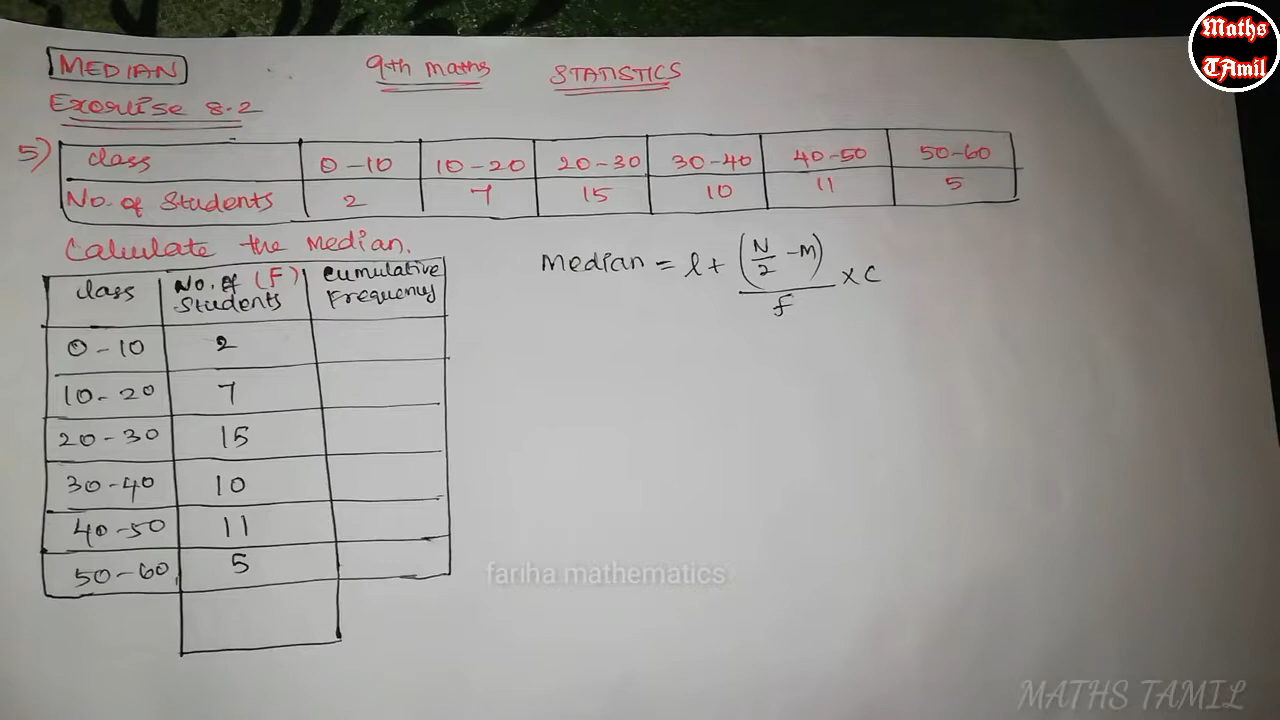 MEDIAN 9th maths STATISTICS
Maths
TAmil
Exercise 8.2
5) class 0-10 10-20 20-30 30-40 40-50 50-60
No. of Students 2 7 15 10 11 5
Calculate the Median.
Median = l + (N/2 - M)/f × C
class No. of (F) Students Cumulative Frequency
0-10 2
10-20 7
20-30 15
30-40 10
40-50 11
50-60 5
fariha mathematics
MATHS TAMIL